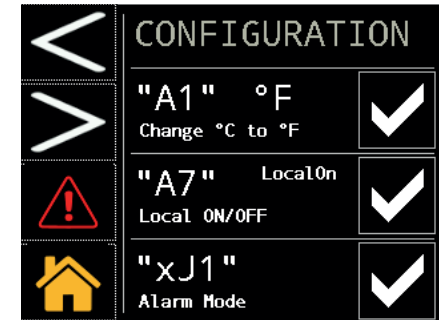 CONFIGURATION
"A1" °F
Change °C to °F
"A7" LocalOn
Local ON/OFF
"xJ1"
Alarm Mode